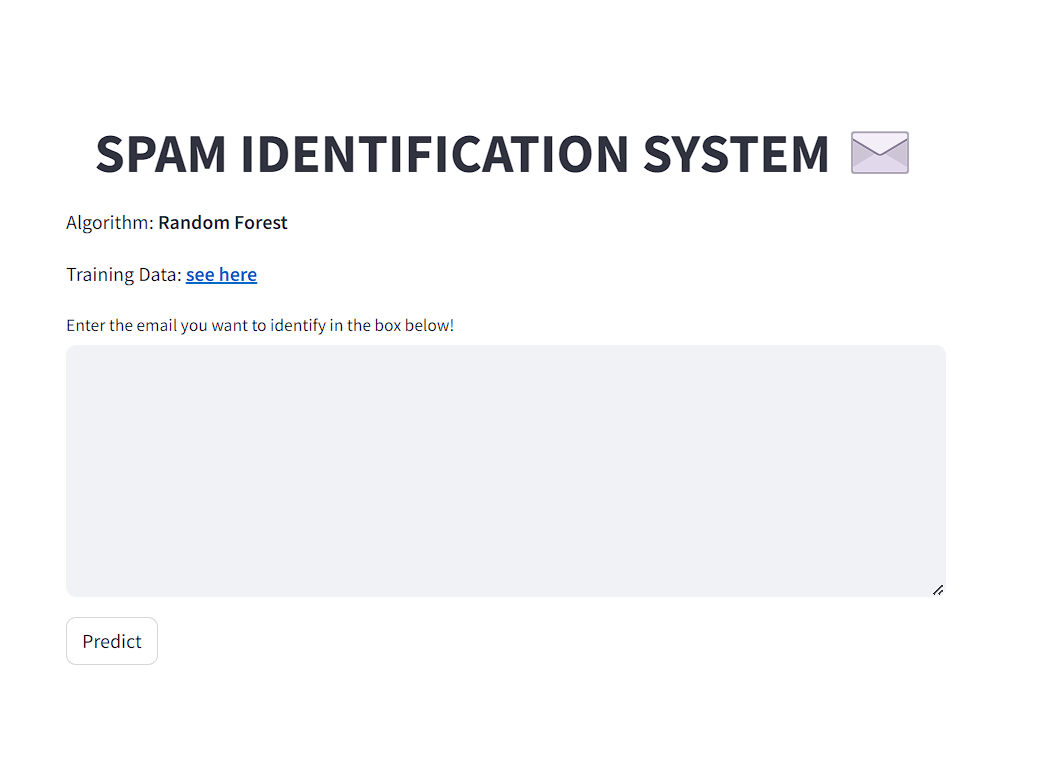 SPAM IDENTIFICATION SYSTEM
Algorithm: Random Forest
Training Data: see here
Enter the email you want to identify in the box below!
Predict